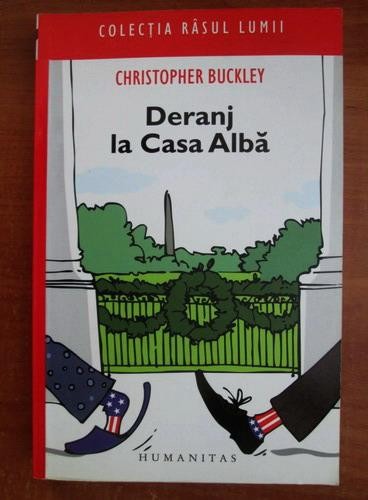 COLECȚIA RÂSUL LUMII
CHRISTOPHER BUCKLEY
Deranj
la Casa Albă
HUMANITAS